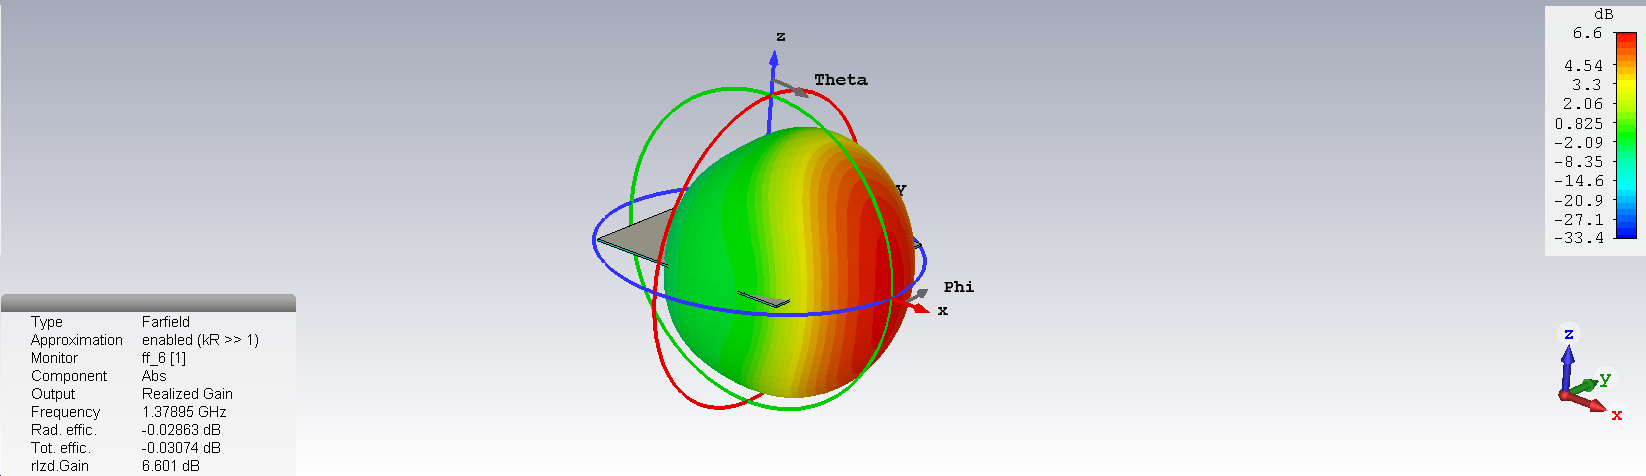 z
Theta
Y
Phi
x
dB
6.6
4.54
3.3
2.06
0.825
-2.09
-8.35
-14.6
-20.9
-27.1
-33.4
Type Farfield
Approximation enabled (kR >> 1)
Monitor ff_6 [1]
Component Abs
Output Realized Gain
Frequency 1.37895 GHz
Rad. effic. -0.02863 dB
Tot. effic. -0.03074 dB
rlzd.Gain 6.601 dB
z
y
x